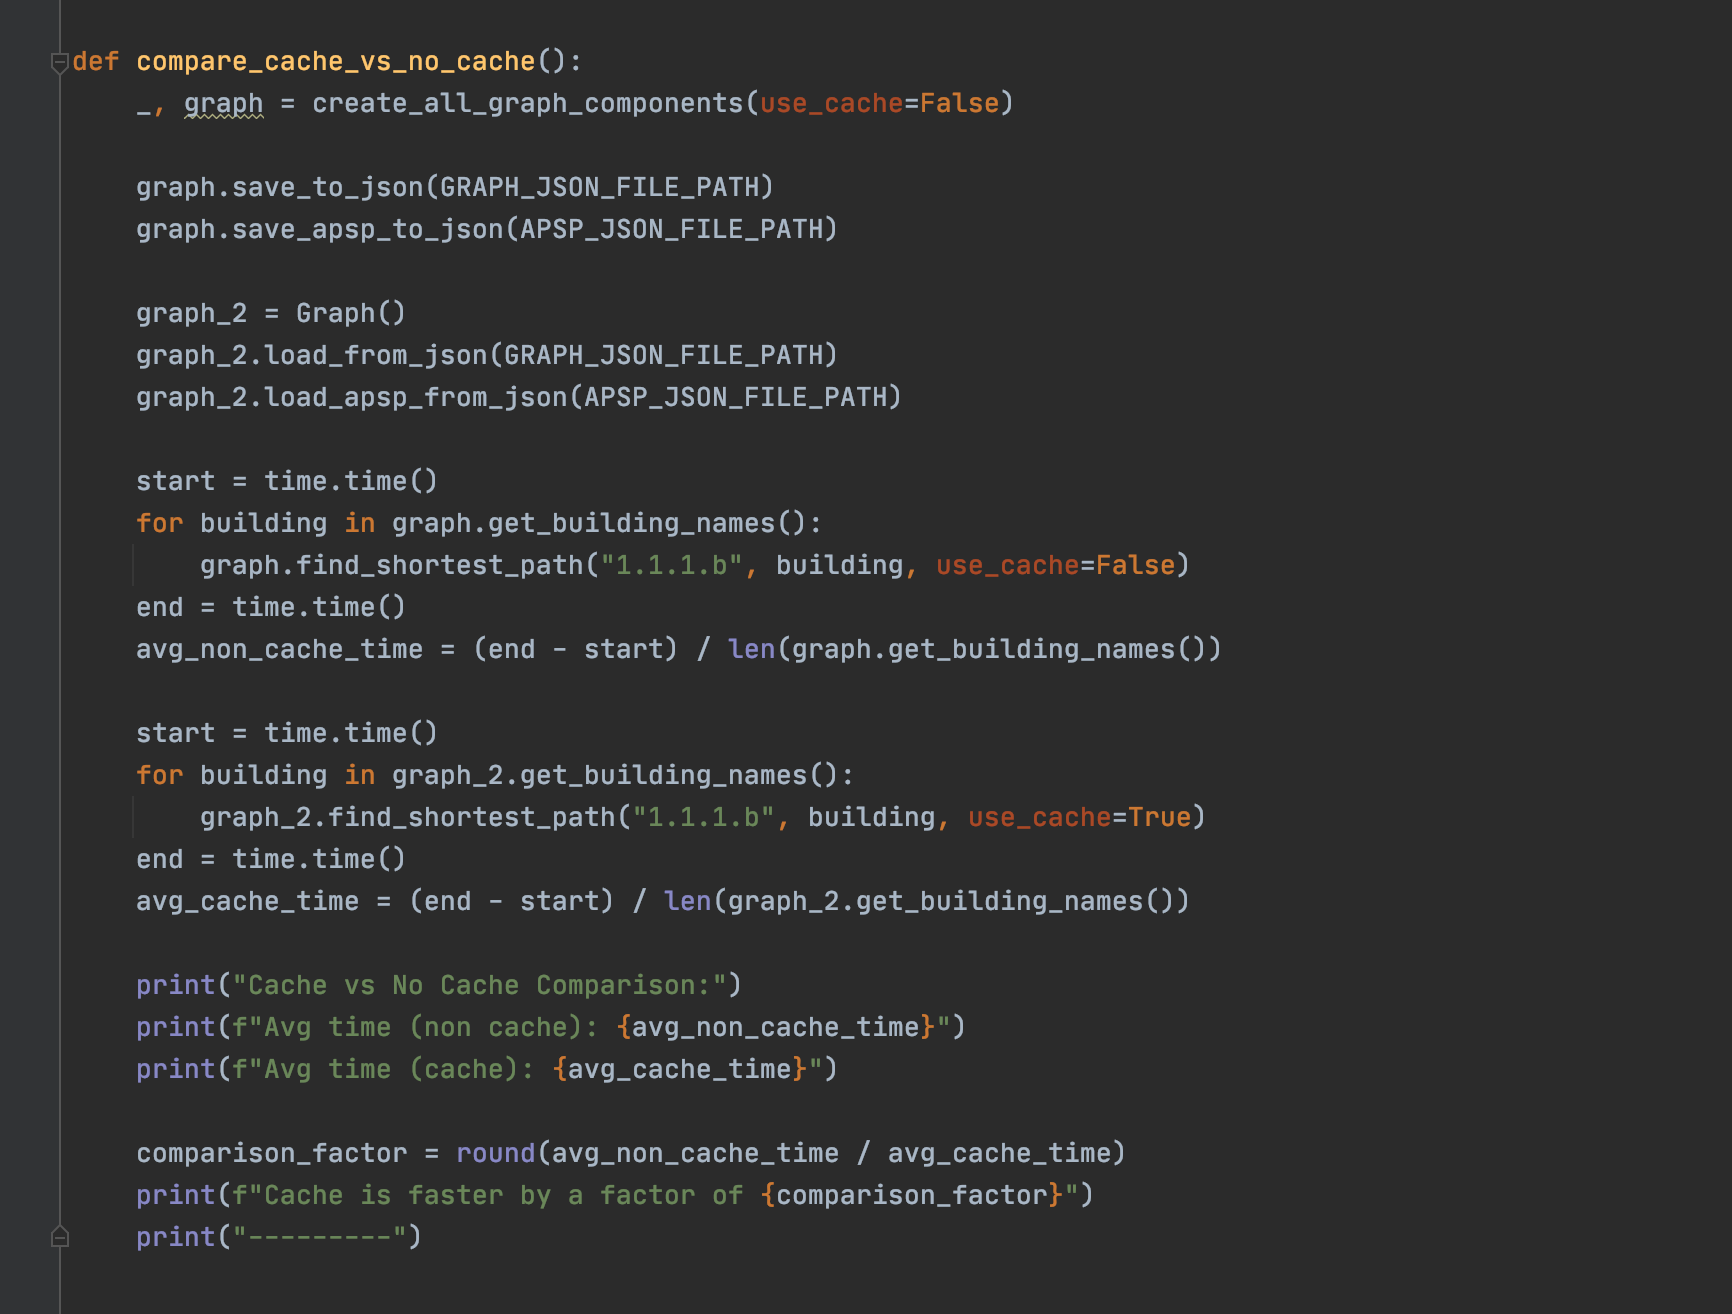 def compare_cache_vs_no_cache():
    _, graph = create_all_graph_components(use_cache=False)

    graph.save_to_json(GRAPH_JSON_FILE_PATH)
    graph.save_apsp_to_json(APSP_JSON_FILE_PATH)

    graph_2 = Graph()
    graph_2.load_from_json(GRAPH_JSON_FILE_PATH)
    graph_2.load_apsp_from_json(APSP_JSON_FILE_PATH)

    start = time.time()
    for building in graph.get_building_names():
        graph.find_shortest_path("1.1.1.b", building, use_cache=False)
    end = time.time()
    avg_non_cache_time = (end - start) / len(graph.get_building_names())

    start = time.time()
    for building in graph_2.get_building_names():
        graph_2.find_shortest_path("1.1.1.b", building, use_cache=True)
    end = time.time()
    avg_cache_time = (end - start) / len(graph_2.get_building_names())

    print("Cache vs No Cache Comparison:")
    print(f"Avg time (non cache): {avg_non_cache_time}")
    print(f"Avg time (cache): {avg_cache_time}")

    comparison_factor = round(avg_non_cache_time / avg_cache_time)
    print(f"Cache is faster by a factor of {comparison_factor}")
    print("---------")